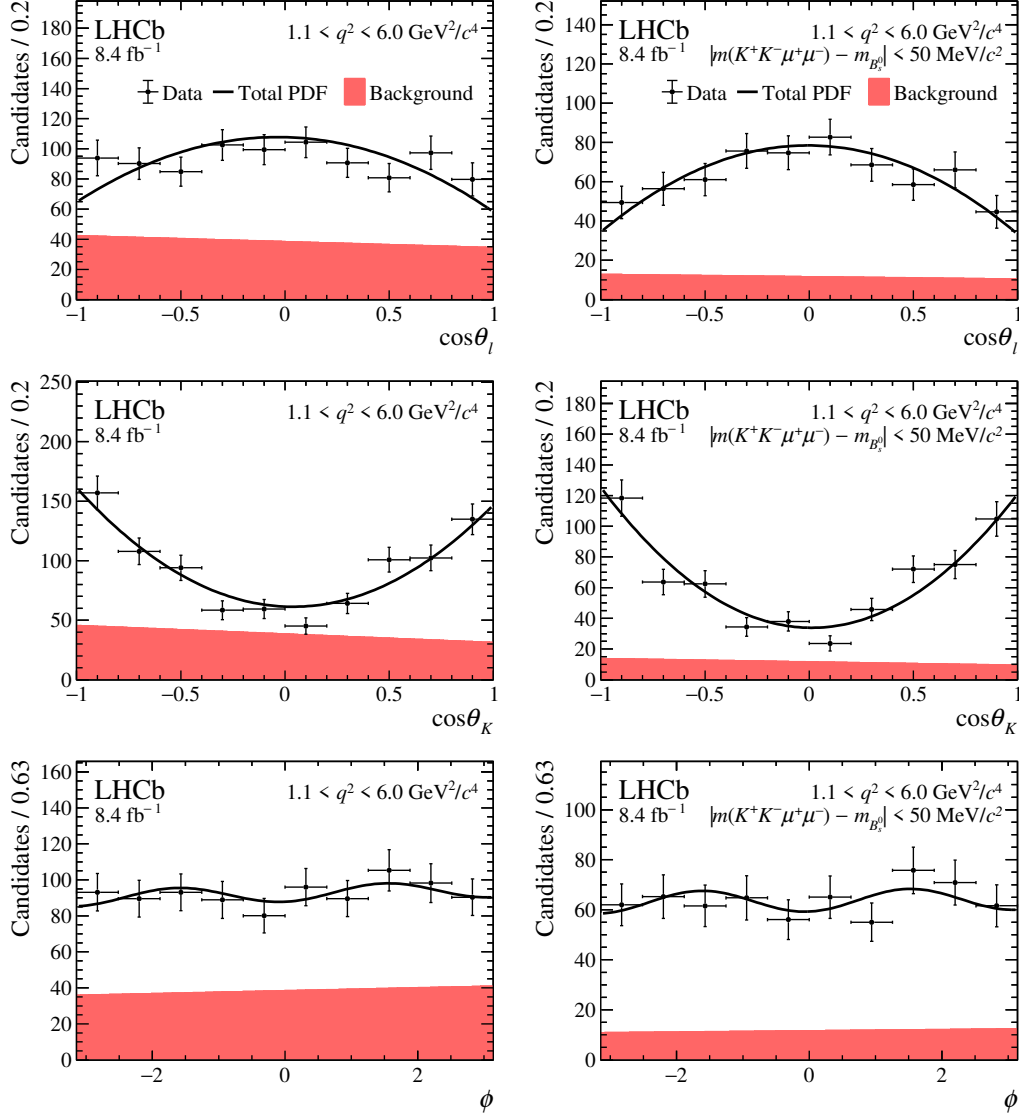 LHCb
8.4 fb⁻¹
1.1 < q² < 6.0 GeV²/c⁴
Data Total PDF Background
Candidates / 0.2
180
160
140
120
100
80
60
40
20
0
−1 −0.5 0 0.5 1
cosθ_l
LHCb
8.4 fb⁻¹
1.1 < q² < 6.0 GeV²/c⁴
|m(K⁺K⁻μ⁺μ⁻) − m_{B_s⁰}| < 50 MeV/c²
Data Total PDF Background
Candidates / 0.2
140
120
100
80
60
40
20
0
−1 −0.5 0 0.5 1
cosθ_l
LHCb
8.4 fb⁻¹
1.1 < q² < 6.0 GeV²/c⁴
Candidates / 0.2
250
200
150
100
50
0
−1 −0.5 0 0.5 1
cosθ_K
LHCb
8.4 fb⁻¹
1.1 < q² < 6.0 GeV²/c⁴
|m(K⁺K⁻μ⁺μ⁻) − m_{B_s⁰}| < 50 MeV/c²
Candidates / 0.2
180
160
140
120
100
80
60
40
20
0
−1 −0.5 0 0.5 1
cosθ_K
LHCb
8.4 fb⁻¹
1.1 < q² < 6.0 GeV²/c⁴
Candidates / 0.63
160
140
120
100
80
60
40
20
0
−2 0 2
ϕ
LHCb
8.4 fb⁻¹
1.1 < q² < 6.0 GeV²/c⁴
|m(K⁺K⁻μ⁺μ⁻) − m_{B_s⁰}| < 50 MeV/c²
Candidates / 0.63
100
80
60
40
20
0
−2 0 2
ϕ